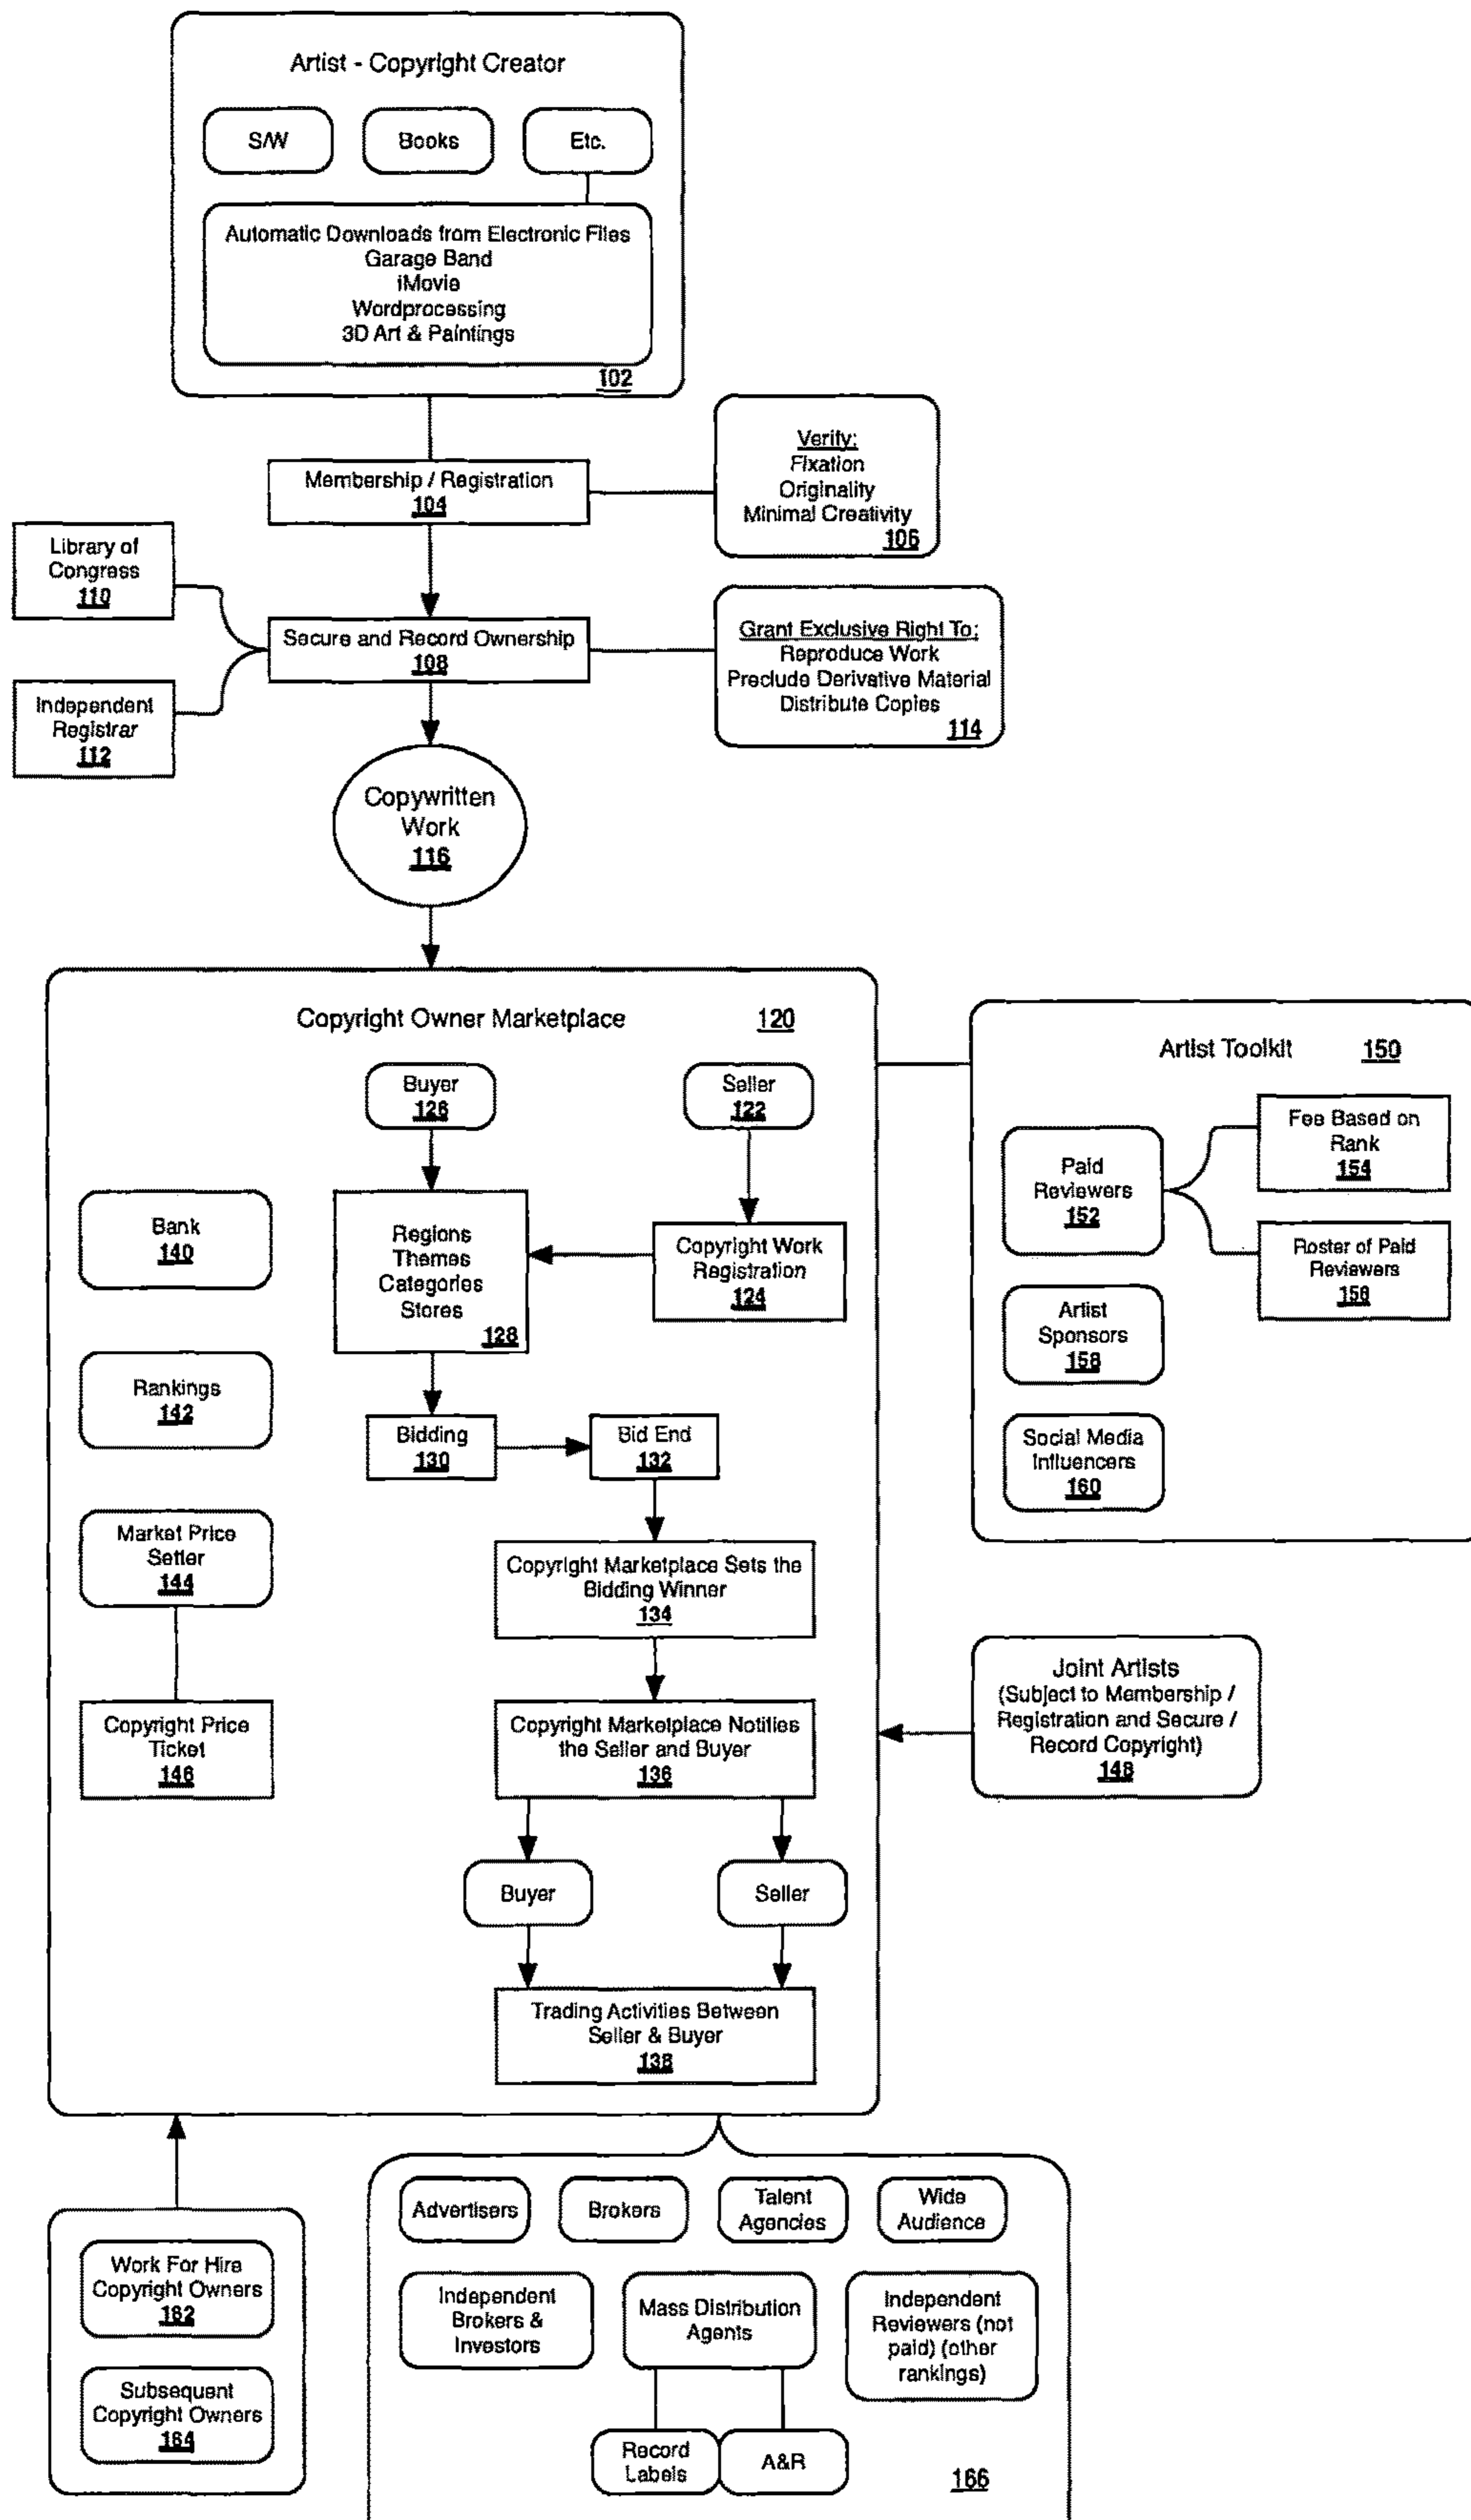 Artist - Copyright Creator
S/W
Books
Etc.
Automatic Downloads from Electronic Files
Garage Band
iMovie
Wordprocessing
3D Art & Paintings
102
Membership / Registration
104
Verify:
Fixation
Originality
Minimal Creativity
106
Library of
Congress
110
Secure and Record Ownership
108
Grant Exclusive Right To:
Reproduce Work
Preclude Derivative Material
Distribute Copies
114
Independent
Registrar
112
Copywritten
Work
116
Copyright Owner Marketplace
120
Buyer
126
Seller
122
Bank
140
Regions
Themes
Categories
Stores
128
Copyright Work
Registration
124
Rankings
142
Bidding
130
Bid End
132
Market Price
Setter
144
Copyright Marketplace Sets the
Bidding Winner
134
Copyright Price
Ticket
146
Copyright Marketplace Notifies
the Seller and Buyer
136
Buyer
Seller
Trading Activities Between
Seller & Buyer
138
Artist Toolkit
150
Paid
Reviewers
152
Fee Based on
Rank
154
Roster of Paid
Reviewers
156
Artist
Sponsors
158
Social Media
Influencers
160
Joint Artists
(Subject to Membership /
Registration and Secure /
Record Copyright)
148
Work For Hire
Copyright Owners
162
Subsequent
Copyright Owners
164
Advertisers
Brokers
Talent
Agencies
Wide
Audience
Independent
Brokers &
Investors
Mass Distribution
Agents
Independent
Reviewers (not
paid) (other
rankings)
Record
Labels
A&R
166